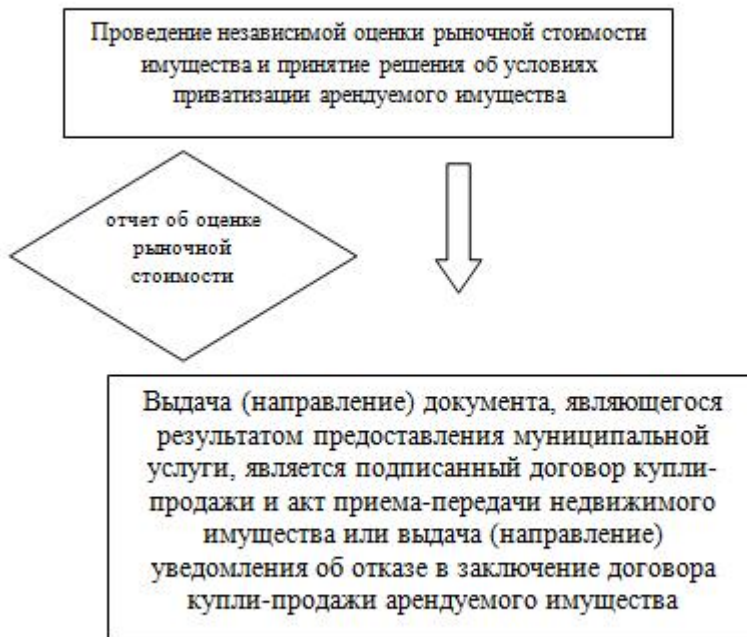 Проведение независимой оценки рыночной стоимости
имущества и принятие решения об условиях
приватизации арендуемого имущества
отчет об оценке
рыночной
стоимости
Выдача (направление) документа, являющегося
результатом предоставления муниципальной
услуги, является подписанный договор купли-
продажи и акт приема-передачи недвижимого
имущества или выдача (направление)
уведомления об отказе в заключение договора
купли-продажи арендуемого имущества